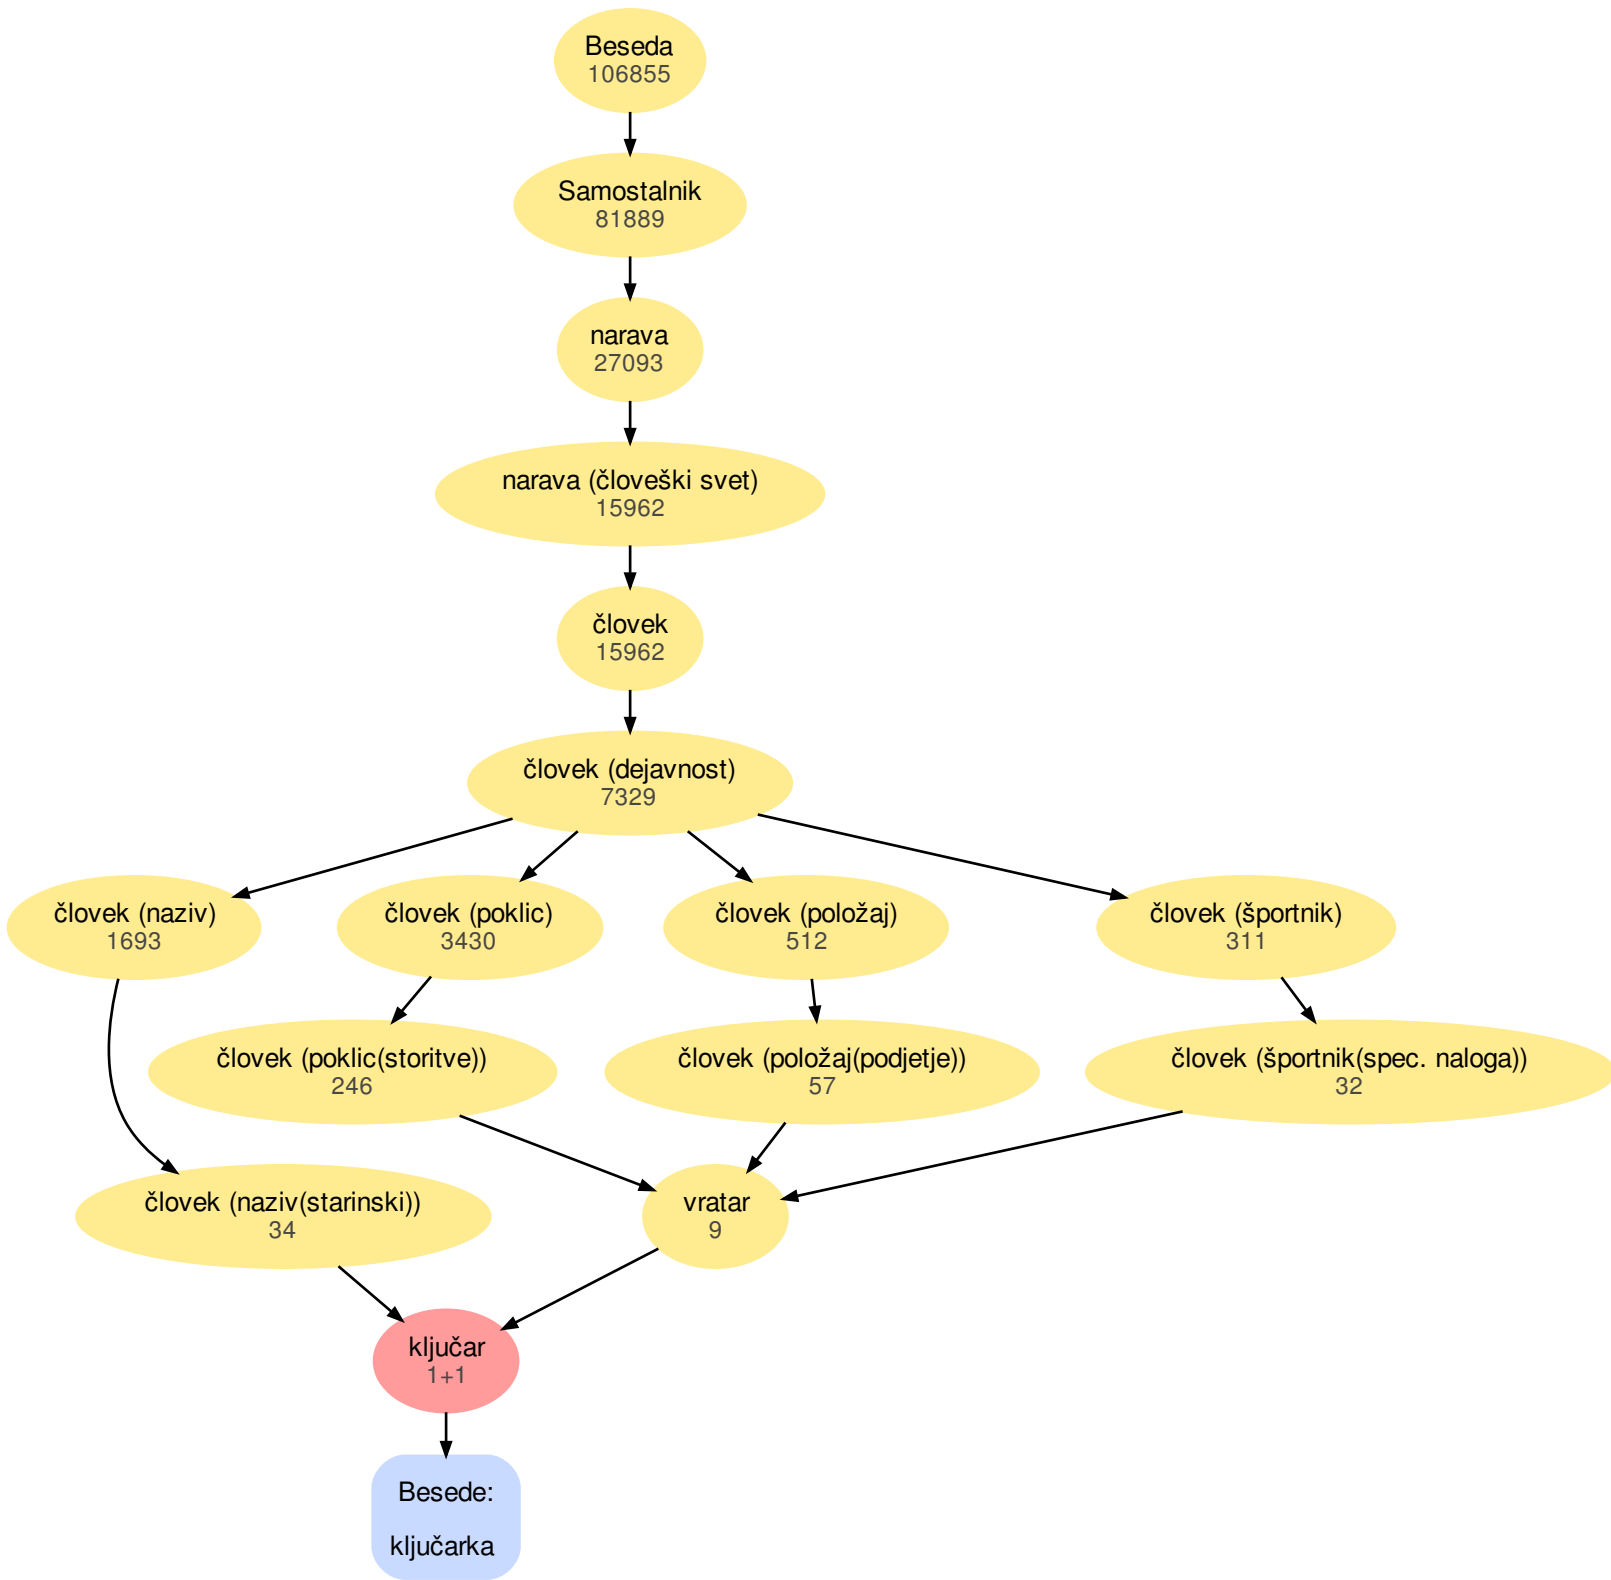 Beseda
106855
Samostalnik
81889
narava
27093
narava (človeški svet)
15962
človek
15962
človek (dejavnost)
7329
človek (naziv)
1693
človek (poklic)
3430
človek (položaj)
512
človek (športnik)
311
človek (poklic(storitve))
246
človek (položaj(podjetje))
57
človek (športnik(spec. naloga))
32
človek (naziv(starinski))
34
vratar
9
ključar
1+1
Besede:
ključarka